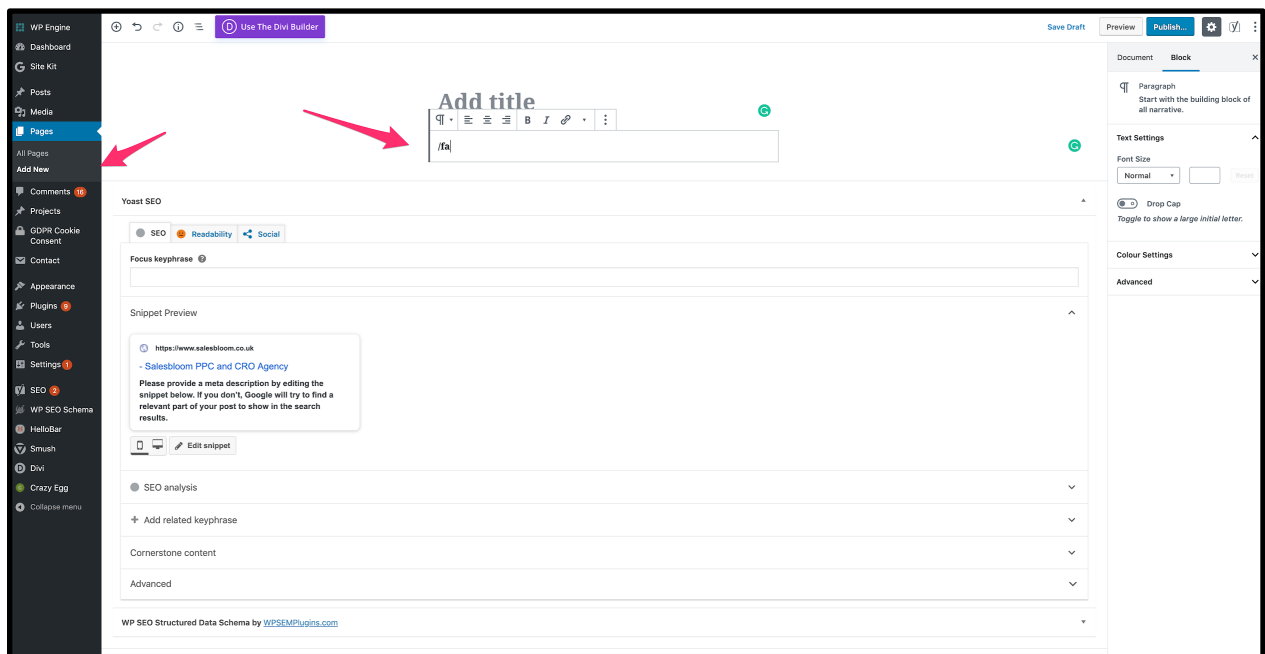 WP Engine
Dashboard
Site Kit
Posts
Media
Pages
All Pages
Add New
Comments 16
Projects
GDPR Cookie
Consent
Contact
Appearance
Plugins 9
Users
Tools
Settings 1
SEO 2
WP SEO Schema
HelloBar
Smush
Divi
Crazy Egg
Collapse menu
D Use The Divi Builder
Save Draft
Preview
Publish...
Add title
B I
/fa
Yoast SEO
SEO Readability Social
Focus keyphrase ?
Snippet Preview
https://www.salesbloom.co.uk
- Salesbloom PPC and CRO Agency
Please provide a meta description by editing the
snippet below. If you don't, Google will try to find a
relevant part of your post to show in the search
results.
Edit snippet
SEO analysis
Add related keyphrase
Cornerstone content
Advanced
WP SEO Structured Data Schema by WPSEMPlugins.com
Document Block
Paragraph
Start with the building block of
all narrative.
Text Settings
Font Size
Normal Reset
Drop Cap
Toggle to show a large initial letter.
Colour Settings
Advanced